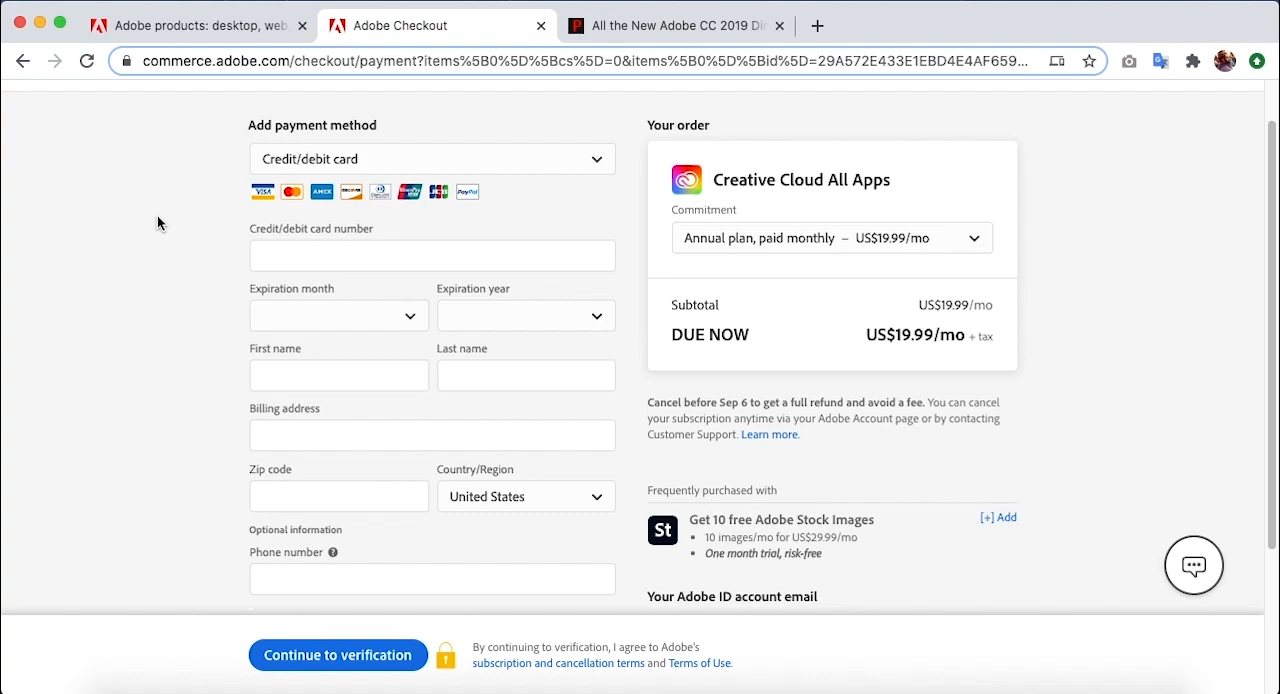 Adobe products: desktop, web,
Adobe Checkout
All the New Adobe CC 2019 Dir
commerce.adobe.com/checkout/payment?items%5B0%5D%5Bcs%5D=0&items%5B0%5D%5Bid%5D=29A572E433E1EBD4E4AF659...
Add payment method
Credit/debit card
VISA AMEX DISCOVER JCB PayPal
Credit/debit card number
Expiration month Expiration year
First name Last name
Billing address
Zip code Country/Region
United States
Optional information
Phone number ?
Your order
Creative Cloud All Apps
Commitment
Annual plan, paid monthly – US$19.99/mo
Subtotal US$19.99/mo
DUE NOW US$19.99/mo + tax
Cancel before Sep 6 to get a full refund and avoid a fee. You can cancel
your subscription anytime via your Adobe Account page or by contacting
Customer Support. Learn more.
Frequently purchased with
St Get 10 free Adobe Stock Images [+] Add
• 10 images/mo for US$29.99/mo
• One month trial, risk-free
Your Adobe ID account email
Continue to verification
By continuing to verification, I agree to Adobe's
subscription and cancellation terms and Terms of Use.